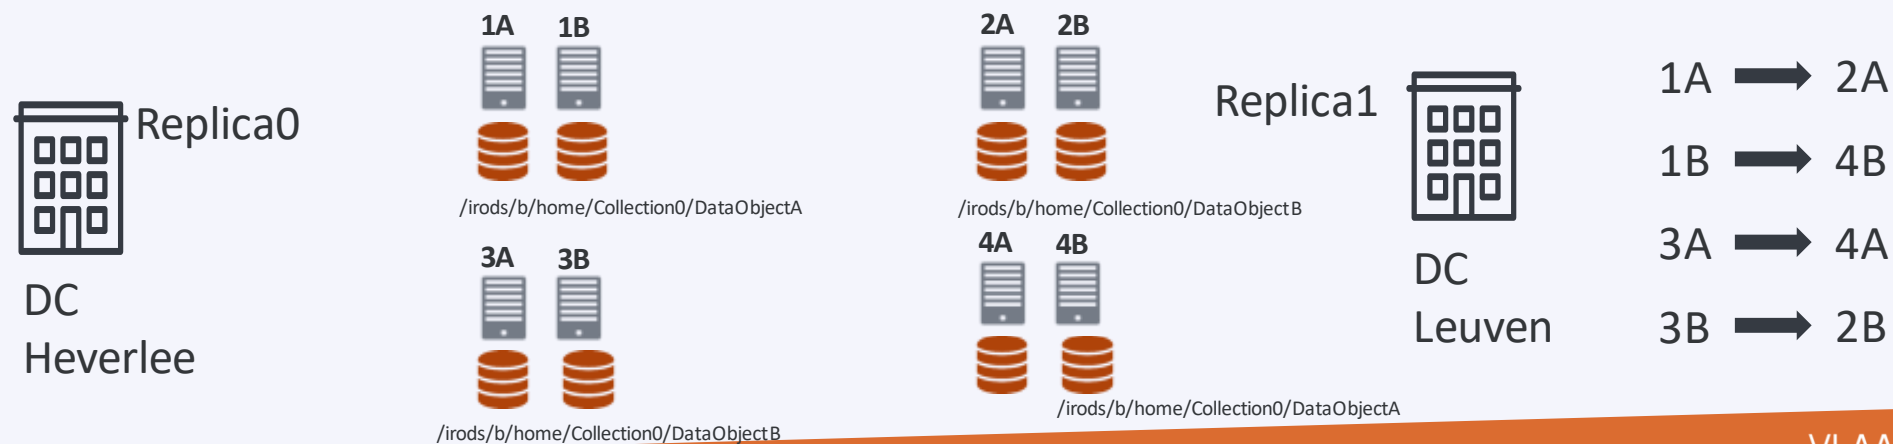 Replica0
DC
Heverlee
1A 1B
/irods/b/home/Collection0/DataObjectA
3A 3B
/irods/b/home/Collection0/DataObjectB
2A 2B
/irods/b/home/Collection0/DataObjectB
4A 4B
/irods/b/home/Collection0/DataObjectA
Replica1
DC
Leuven
1A 2A
1B 4B
3A 4A
3B 2B